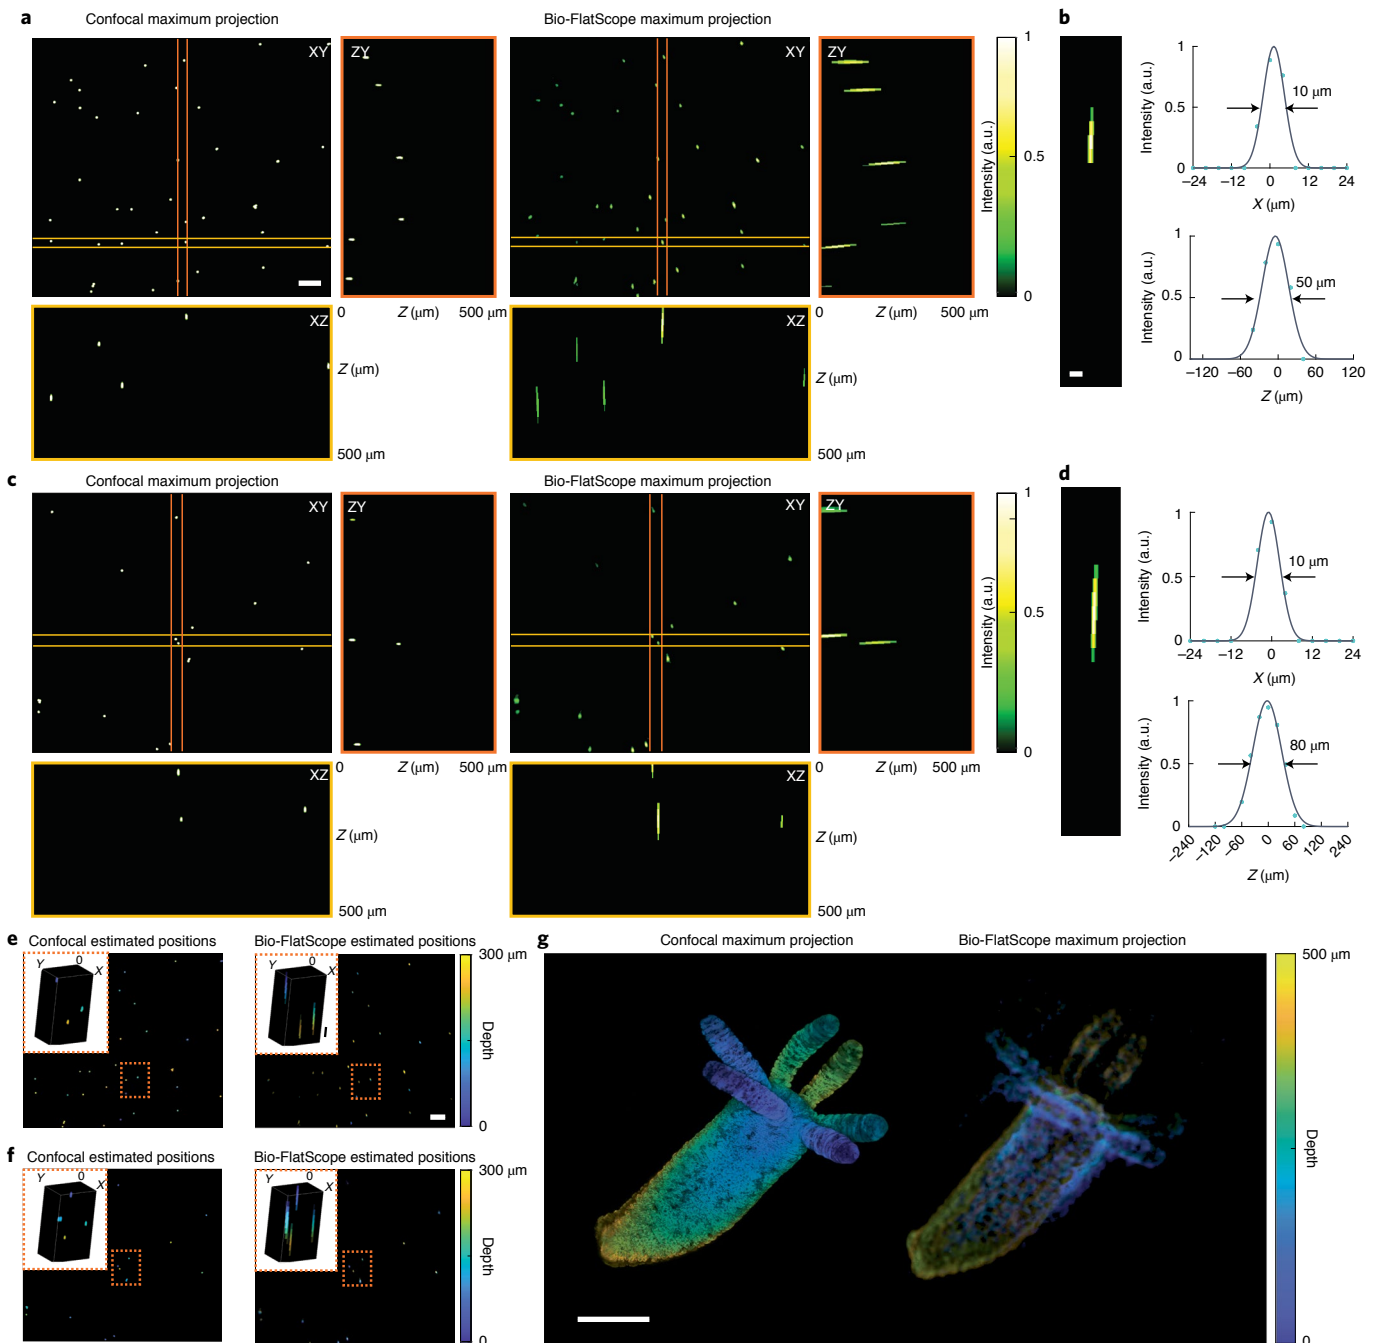 a
Confocal maximum projection
Bio-FlatScope maximum projection
b
XY
ZY
XY
ZY
1
0.5
0
Intensity (a.u.)
0
Z (μm)
500 μm
0
Z (μm)
500 μm
XZ
Z (μm)
500 μm
XZ
Z (μm)
500 μm
1
0.5
0
Intensity (a.u.)
10 μm
–24
–12
0
12
24
X (μm)
1
0.5
0
Intensity (a.u.)
50 μm
–120
–60
0
60
120
Z (μm)
c
Confocal maximum projection
Bio-FlatScope maximum projection
d
XY
ZY
XY
ZY
1
0.5
0
Intensity (a.u.)
0
Z (μm)
500 μm
0
Z (μm)
500 μm
XZ
Z (μm)
500 μm
XZ
Z (μm)
500 μm
1
0.5
0
Intensity (a.u.)
10 μm
–24
–12
0
12
24
X (μm)
1
0.5
0
Intensity (a.u.)
80 μm
–240
–120
–60
0
60
120
240
Z (μm)
e
Confocal estimated positions
Bio-FlatScope estimated positions
Y
0
X
Y
0
X
300 μm
Depth
0
f
Confocal estimated positions
Bio-FlatScope estimated positions
Y
0
X
Y
0
X
300 μm
Depth
0
g
Confocal maximum projection
Bio-FlatScope maximum projection
500 μm
Depth
0